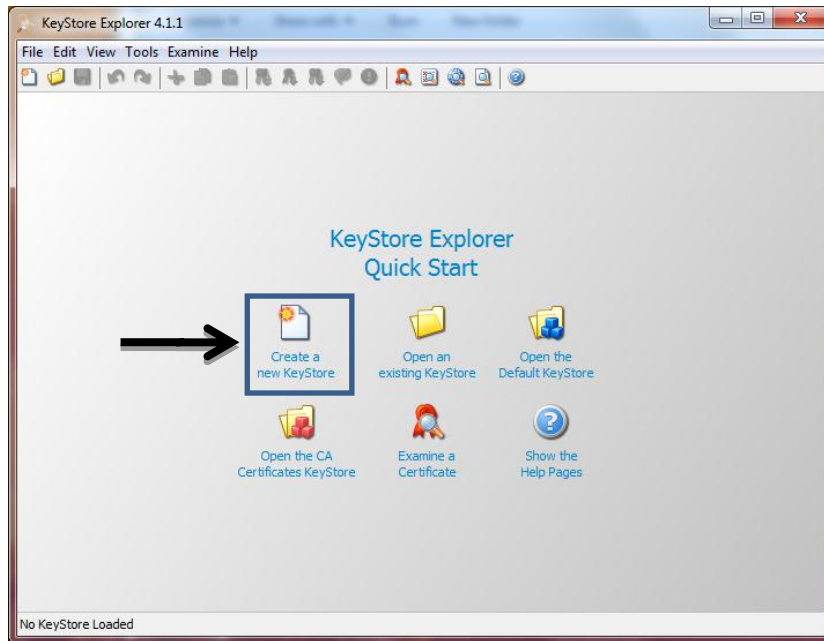 KeyStore Explorer 4.1.1
File Edit View Tools Examine Help
KeyStore Explorer
Quick Start
Create a
new KeyStore
Open an
existing KeyStore
Open the
Default KeyStore
Open the CA
Certificates KeyStore
Examine a
Certificate
Show the
Help Pages
No KeyStore Loaded